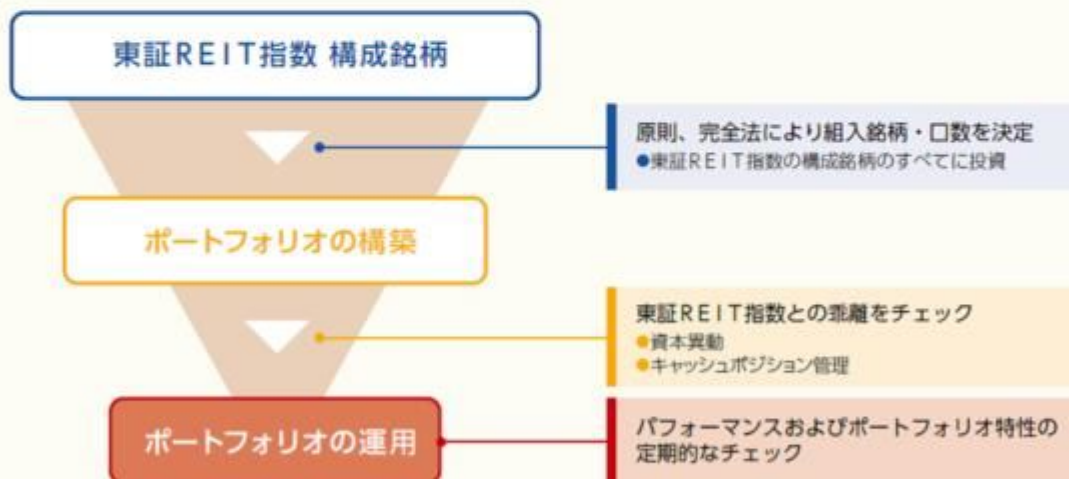 東証REIT指数 構成銘柄
原則、完全法により組入銘柄・口数を決定
●東証REIT指数の構成銘柄のすべてに投資
ポートフォリオの構築
東証REIT指数との乖離をチェック
●資本異動
●キャッシュポジション管理
ポートフォリオの運用
パフォーマンスおよびポートフォリオ特性の
定期的なチェック